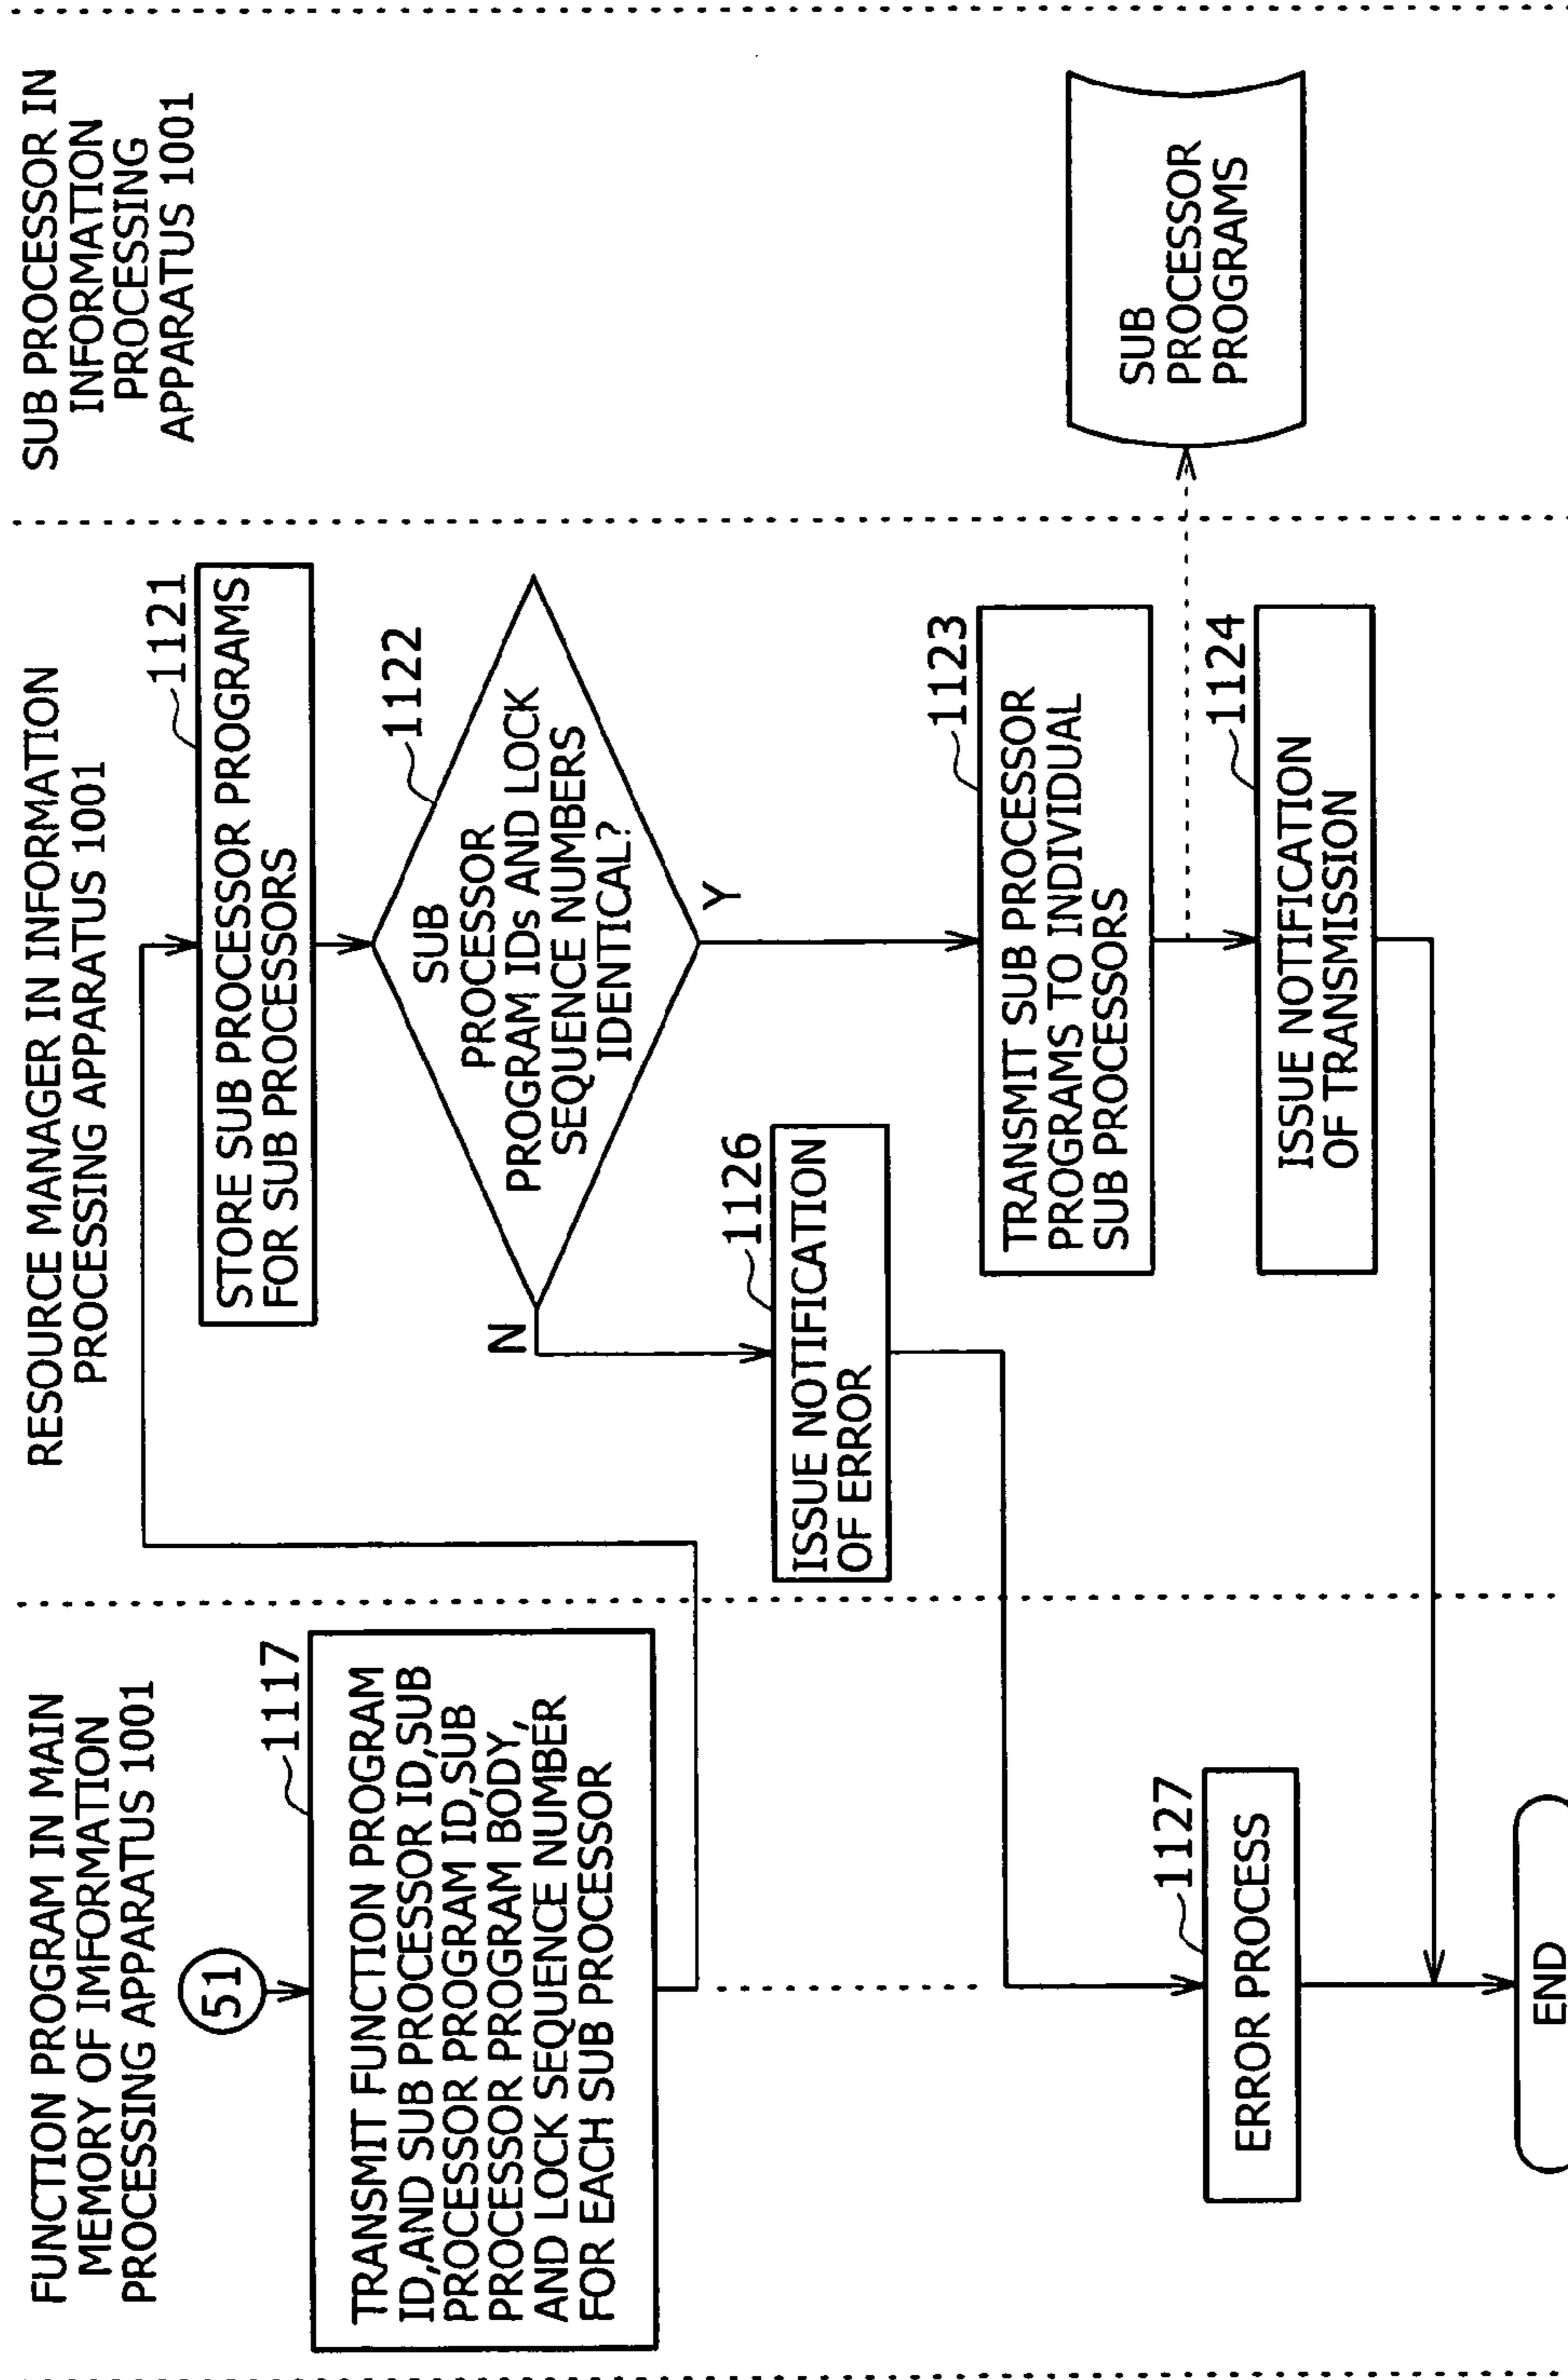 FUNCTION PROGRAM IN MAIN
MEMORY OF IMFORMATION
PROCESSING APPARATUS 1001
RESOURCE MANAGER IN INFORMATION
PROCESSING APPARATUS 1001
SUB PROCESSOR IN
INFORMATION
PROCESSING
APPARATUS 1001
51
1117
TRANSMIT FUNCTION PROGRAM
ID,AND SUB PROCESSOR ID,SUB
PROCESSOR PROGRAM ID,SUB
PROCESSOR PROGRAM BODY,
AND LOCK SEQUENCE NUMBER
FOR EACH SUB PROCESSOR
1121
STORE SUB PROCESSOR PROGRAMS
FOR SUB PROCESSORS
1122
SUB
PROCESSOR
PROGRAM IDs AND LOCK
SEQUENCE NUMBERS
IDENTICAL?
N
Y
1126
ISSUE NOTIFICATION
OF ERROR
1123
TRANSMIT SUB PROCESSOR
PROGRAMS TO INDIVIDUAL
SUB PROCESSORS
SUB
PROCESSOR
PROGRAMS
1124
ISSUE NOTIFICATION
OF TRANSMISSION
1127
ERROR PROCESS
END